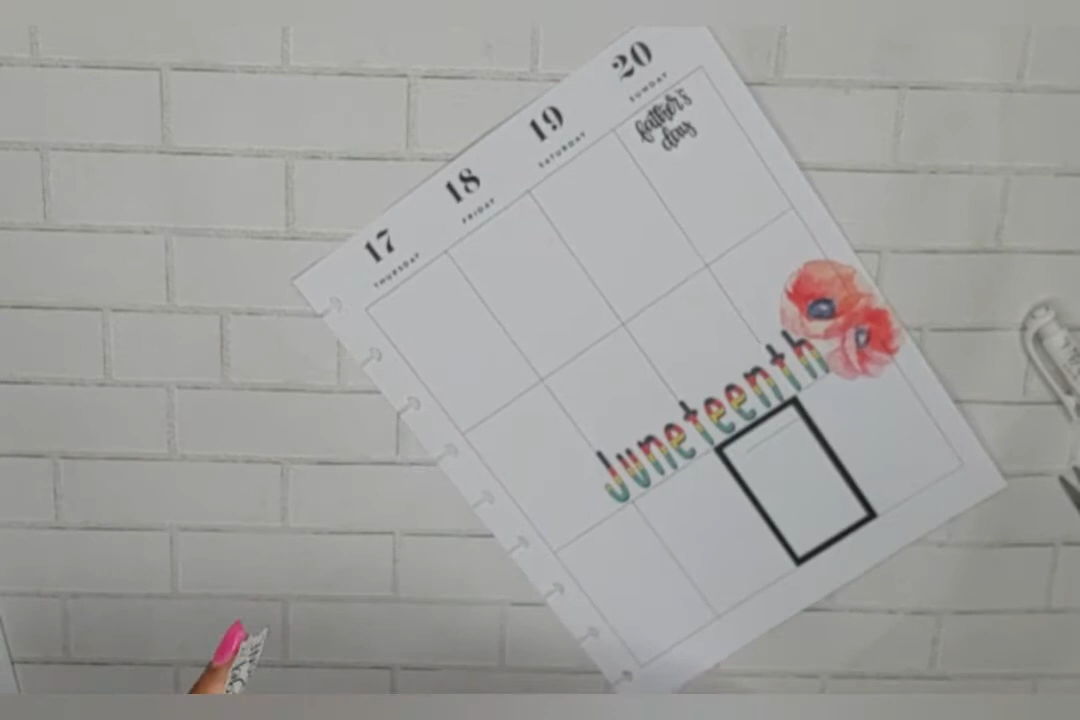 17
THURSDAY
18
FRIDAY
19
SATURDAY
20
SUNDAY
father's
day
Juneteenth